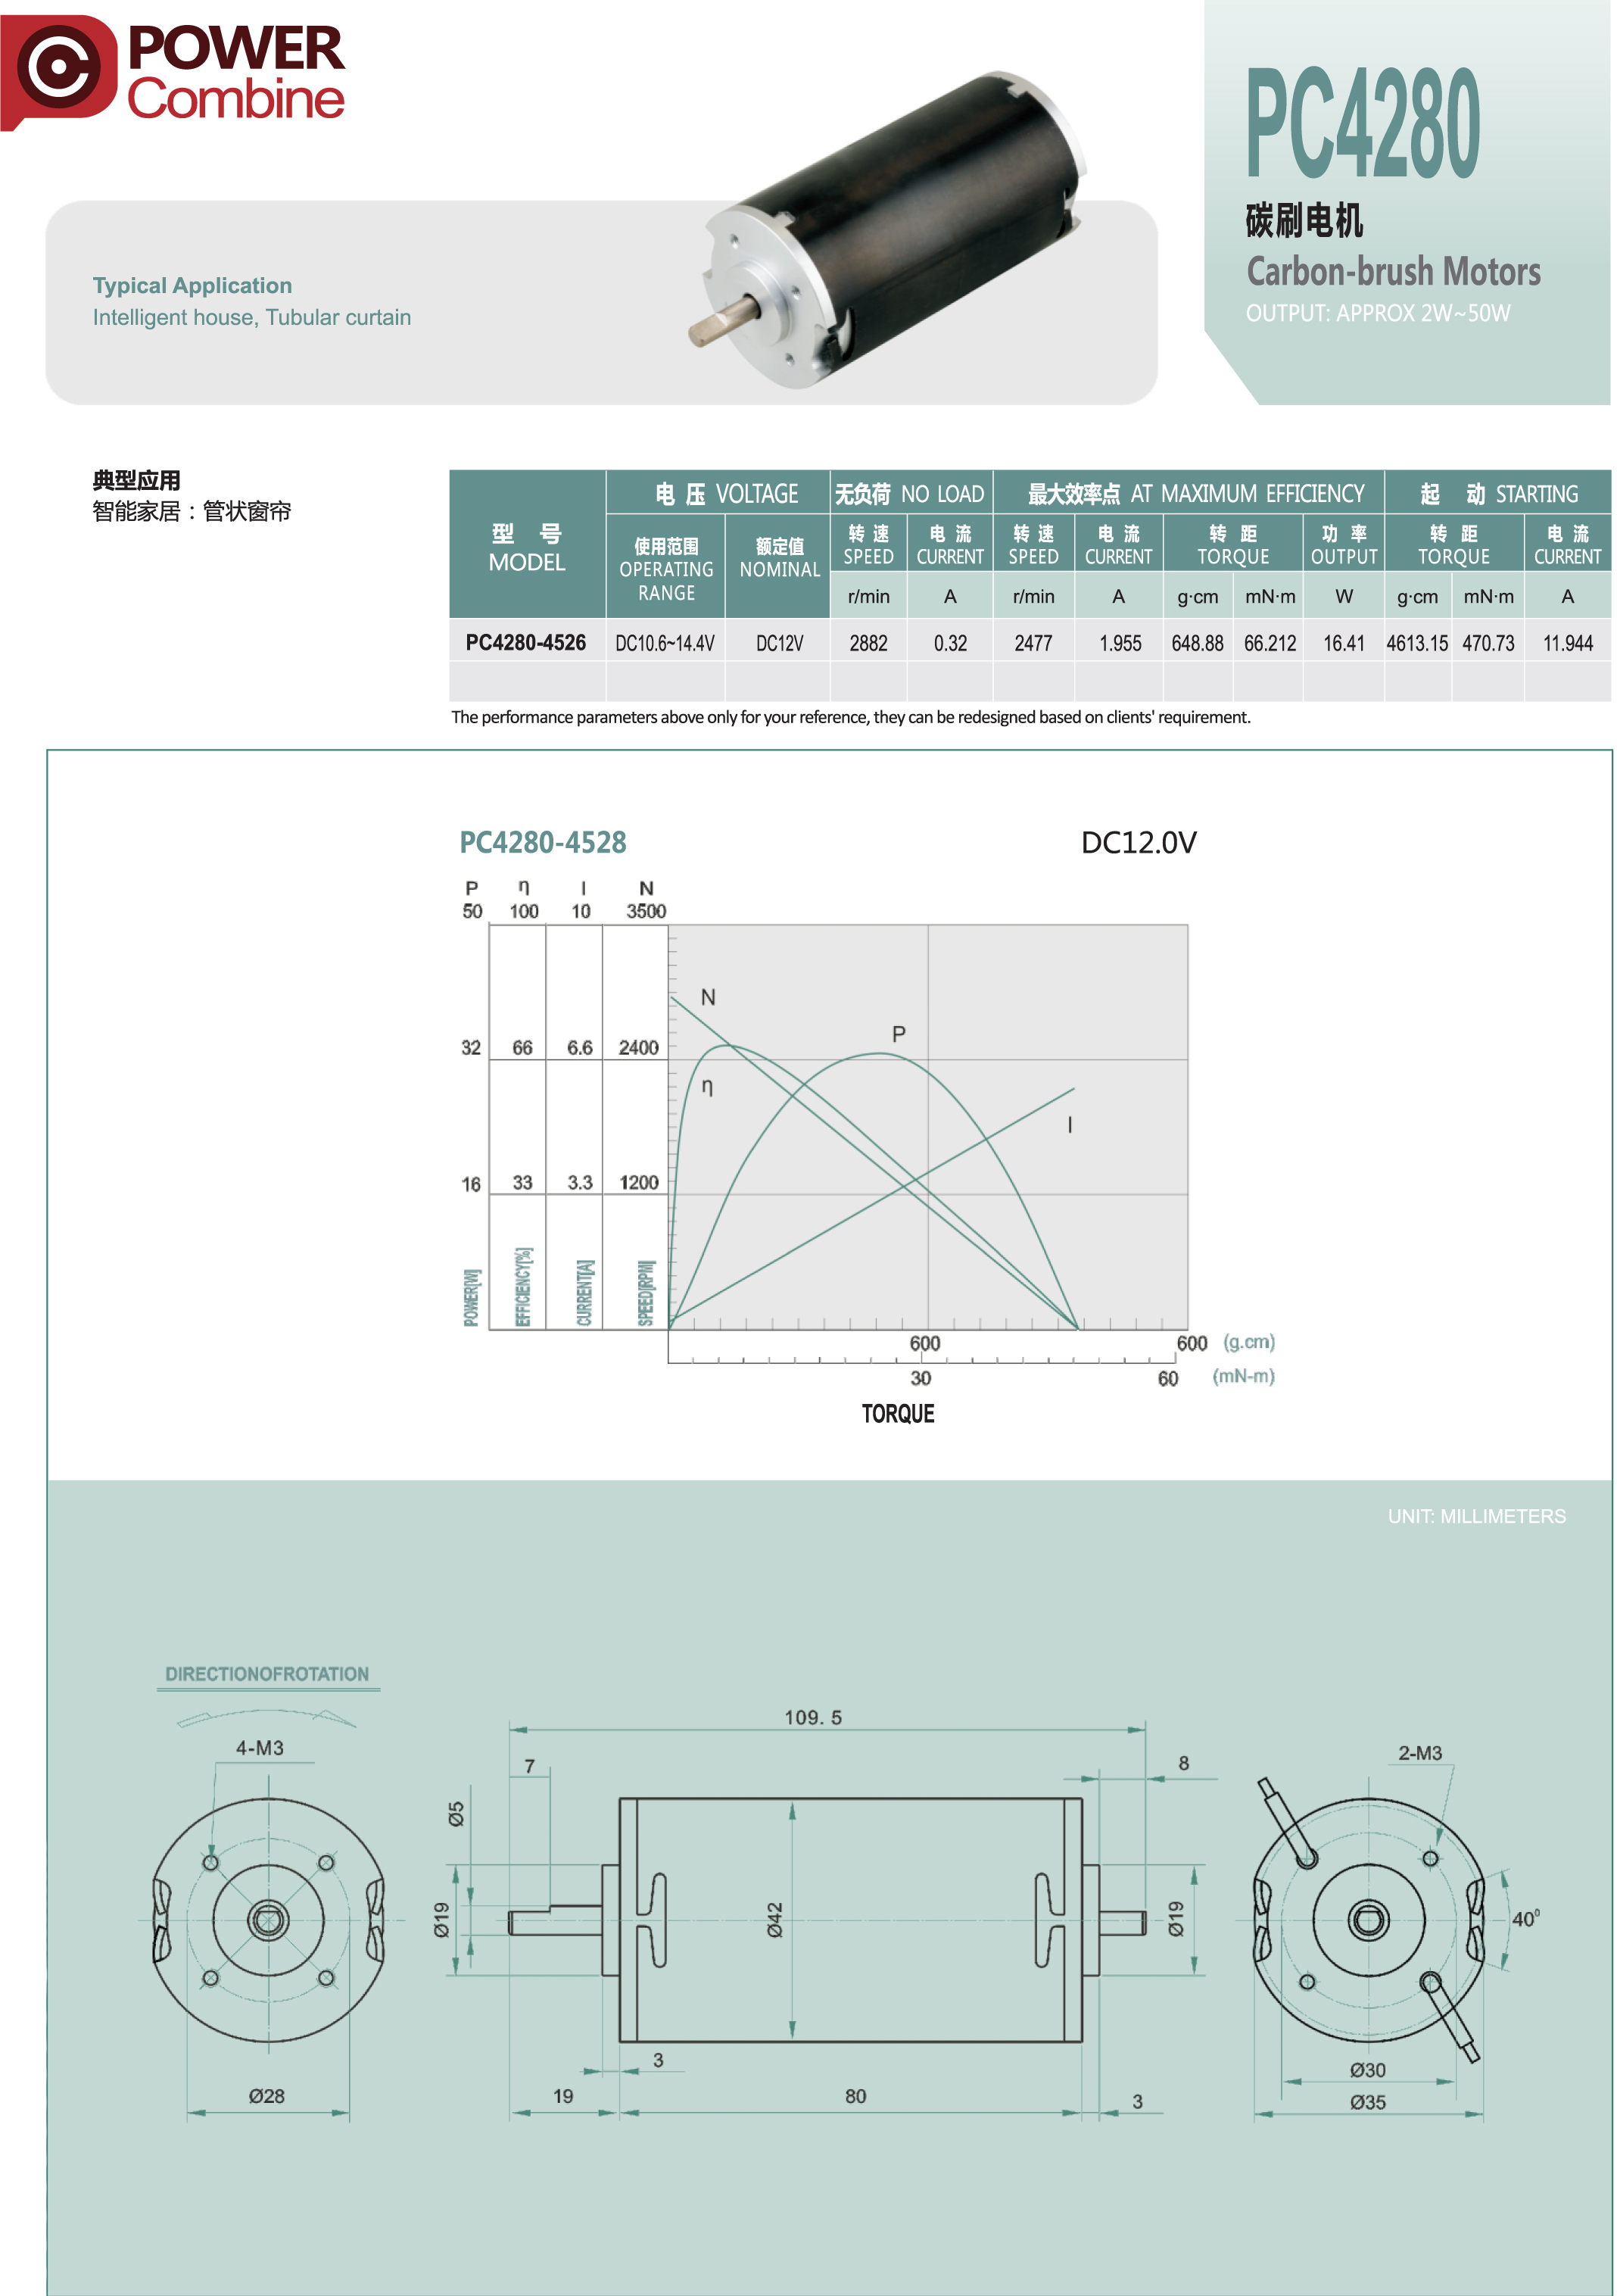 POWER
Combine
PC4280
碳刷电机
Carbon-brush Motors
OUTPUT: APPROX 2W~50W
Typical Application
Intelligent house, Tubular curtain
典型应用
智能家居：管状窗帘
型 号 MODEL
电 压 VOLTAGE
无负荷 NO LOAD
最大效率点 AT MAXIMUM EFFICIENCY
起 动 STARTING
使用范围 OPERATING RANGE
额定值 NOMINAL
转 速 SPEED
电 流 CURRENT
转 速 SPEED
电 流 CURRENT
转 距 TORQUE
功 率 OUTPUT
转 距 TORQUE
电 流 CURRENT
r/min A r/min A g·cm mN·m W g·cm mN·m A
PC4280-4526 DC10.6~14.4V DC12V 2882 0.32 2477 1.955 648.88 66.212 16.41 4613.15 470.73 11.944
The performance parameters above only for your reference, they can be redesigned based on clients' requirement.
PC4280-4528 DC12.0V
P η I N
50 100 10 3500
N
P
32 66 6.6 2400
η
I
16 33 3.3 1200
POWER[W]
EFFICIENCY[%]
CURRENT[A]
SPEED[RPM]
600 600 (g.cm)
30 60 (mN-m)
TORQUE
UNIT: MILLIMETERS
DIRECTIONOFROTATION
109. 5
4-M3
7
8
2-M3
Ø5
Ø19
Ø42
Ø19
40⁰
3
Ø28
19
80
3
Ø30
Ø35